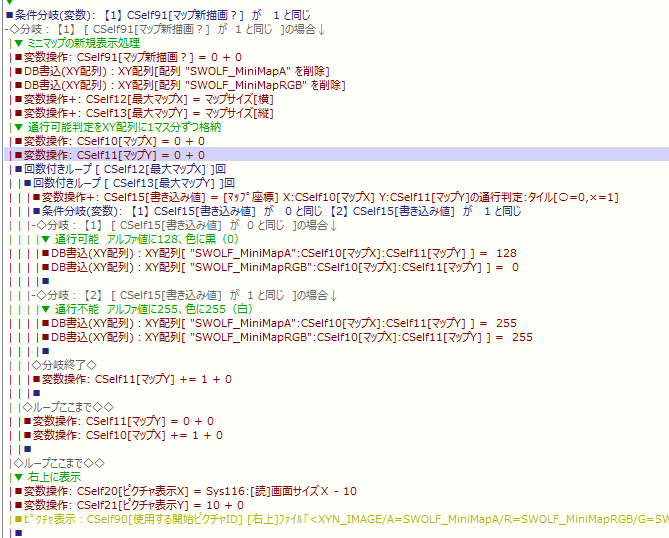 ▼
■条件分岐(変数): 【1】 CSelf91[マップ新描画？] が 1 と同じ
-◇分岐：【1】 [ CSelf91[マップ新描画？] が 1 と同じ ]の場合↓
|▼ ミニマップの新規表示処理
|■変数操作: CSelf91[マップ新描画？] = 0 + 0
|■DB書込(XY配列) : XY配列[配列 "SWOLF_MiniMapA" を削除]
|■DB書込(XY配列) : XY配列[配列 "SWOLF_MiniMapRGB" を削除]
|■変数操作+: CSelf12[最大マップX] = マップサイズ[横]
|■変数操作+: CSelf13[最大マップY] = マップサイズ[縦]
|▼ 通行可能判定をXY配列に1マス分ずつ格納
|■変数操作: CSelf10[マップX] = 0 + 0
|■変数操作: CSelf11[マップY] = 0 + 0
|■回数付きループ [ CSelf12[最大マップX] ]回
| |■回数付きループ [ CSelf13[最大マップY] ]回
| | |■変数操作+: CSelf15[書き込み値] = [ﾏｯﾌﾟ座標] X:CSelf10[マップX] Y:CSelf11[マップY]の通行判定:タイル[○=0,×=1]
| | |■条件分岐(変数): 【1】 CSelf15[書き込み値] が 0 と同じ 【2】 CSelf15[書き込み値] が 1 と同じ
| | |-◇分岐：【1】 [ CSelf15[書き込み値] が 0 と同じ ]の場合↓
| | | |▼ 通行可能 アルファ値に128、色に黒（0）
| | | |■DB書込(XY配列) : XY配列[ "SWOLF_MiniMapA":CSelf10[マップX]:CSelf11[マップY] ] = 128
| | | |■DB書込(XY配列) : XY配列[ "SWOLF_MiniMapRGB":CSelf10[マップX]:CSelf11[マップY] ] = 0
| | | |■
| | |-◇分岐：【2】 [ CSelf15[書き込み値] が 1 と同じ ]の場合↓
| | | |▼ 通行不能 アルファ値に255、色に255（白）
| | | |■DB書込(XY配列) : XY配列[ "SWOLF_MiniMapA":CSelf10[マップX]:CSelf11[マップY] ] = 255
| | | |■DB書込(XY配列) : XY配列[ "SWOLF_MiniMapRGB":CSelf10[マップX]:CSelf11[マップY] ] = 255
| | | |■
| | |◇分岐終了◇
| | |■変数操作: CSelf11[マップY] += 1 + 0
| | |■
| |◇ループここまで◇◇
| |■変数操作: CSelf11[マップY] = 0 + 0
| |■変数操作: CSelf10[マップX] += 1 + 0
| |■
|◇ループここまで◇◇
|▼ 右上に表示
|■変数操作: CSelf20[ピクチャ表示X] = Sys116:[読]画面サイズＸ - 10
|■変数操作: CSelf21[ピクチャ表示Y] = 10 + 0
|■ピクチャ表示：CSelf90[使用する開始ピクチャID] [右上]ファイル「<XYN_IMAGE/A=SWOLF_MiniMapA/R=SWOLF_MiniMapRGB/G=SW
|■